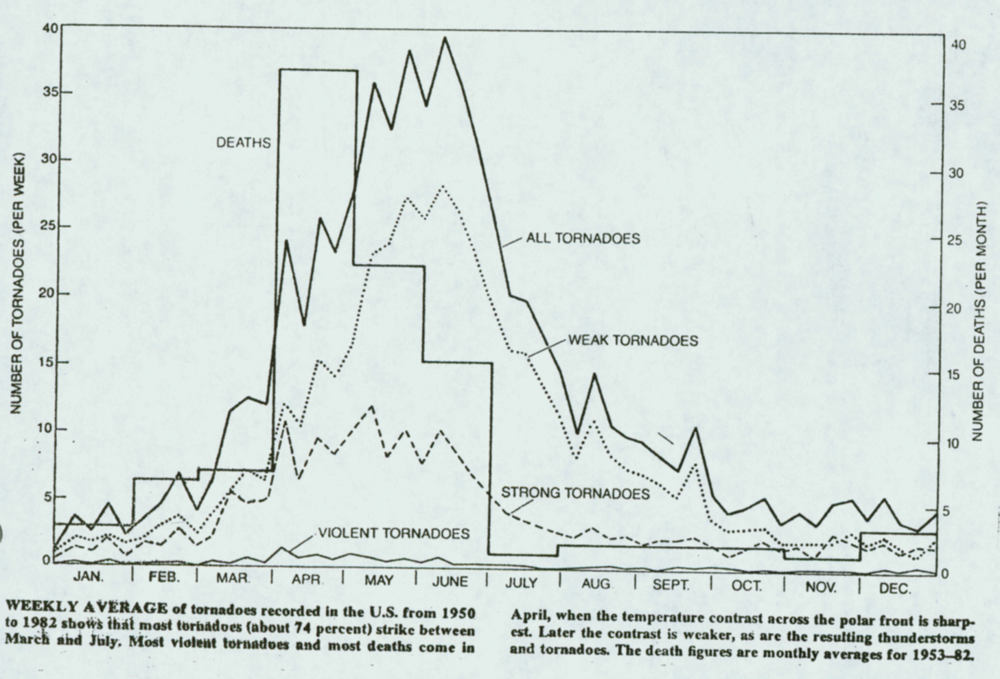 40
35
30
25
20
15
10
5
0
NUMBER OF TORNADOES (PER WEEK)
DEATHS
ALL TORNADOES
WEAK TORNADOES
STRONG TORNADOES
VIOLENT TORNADOES
40
35
30
25
20
15
10
5
0
NUMBER OF DEATHS (PER MONTH)
JAN. FEB. MAR. APR. MAY JUNE JULY AUG. SEPT. OCT. NOV. DEC.
WEEKLY AVERAGE of tornadoes recorded in the U.S. from 1950
to 1982 shows that most tornadoes (about 74 percent) strike between
March and July. Most violent tornadoes and most deaths come in
April, when the temperature contrast across the polar front is sharp-
est. Later the contrast is weaker, as are the resulting thunderstorms
and tornadoes. The death figures are monthly averages for 1953–82.